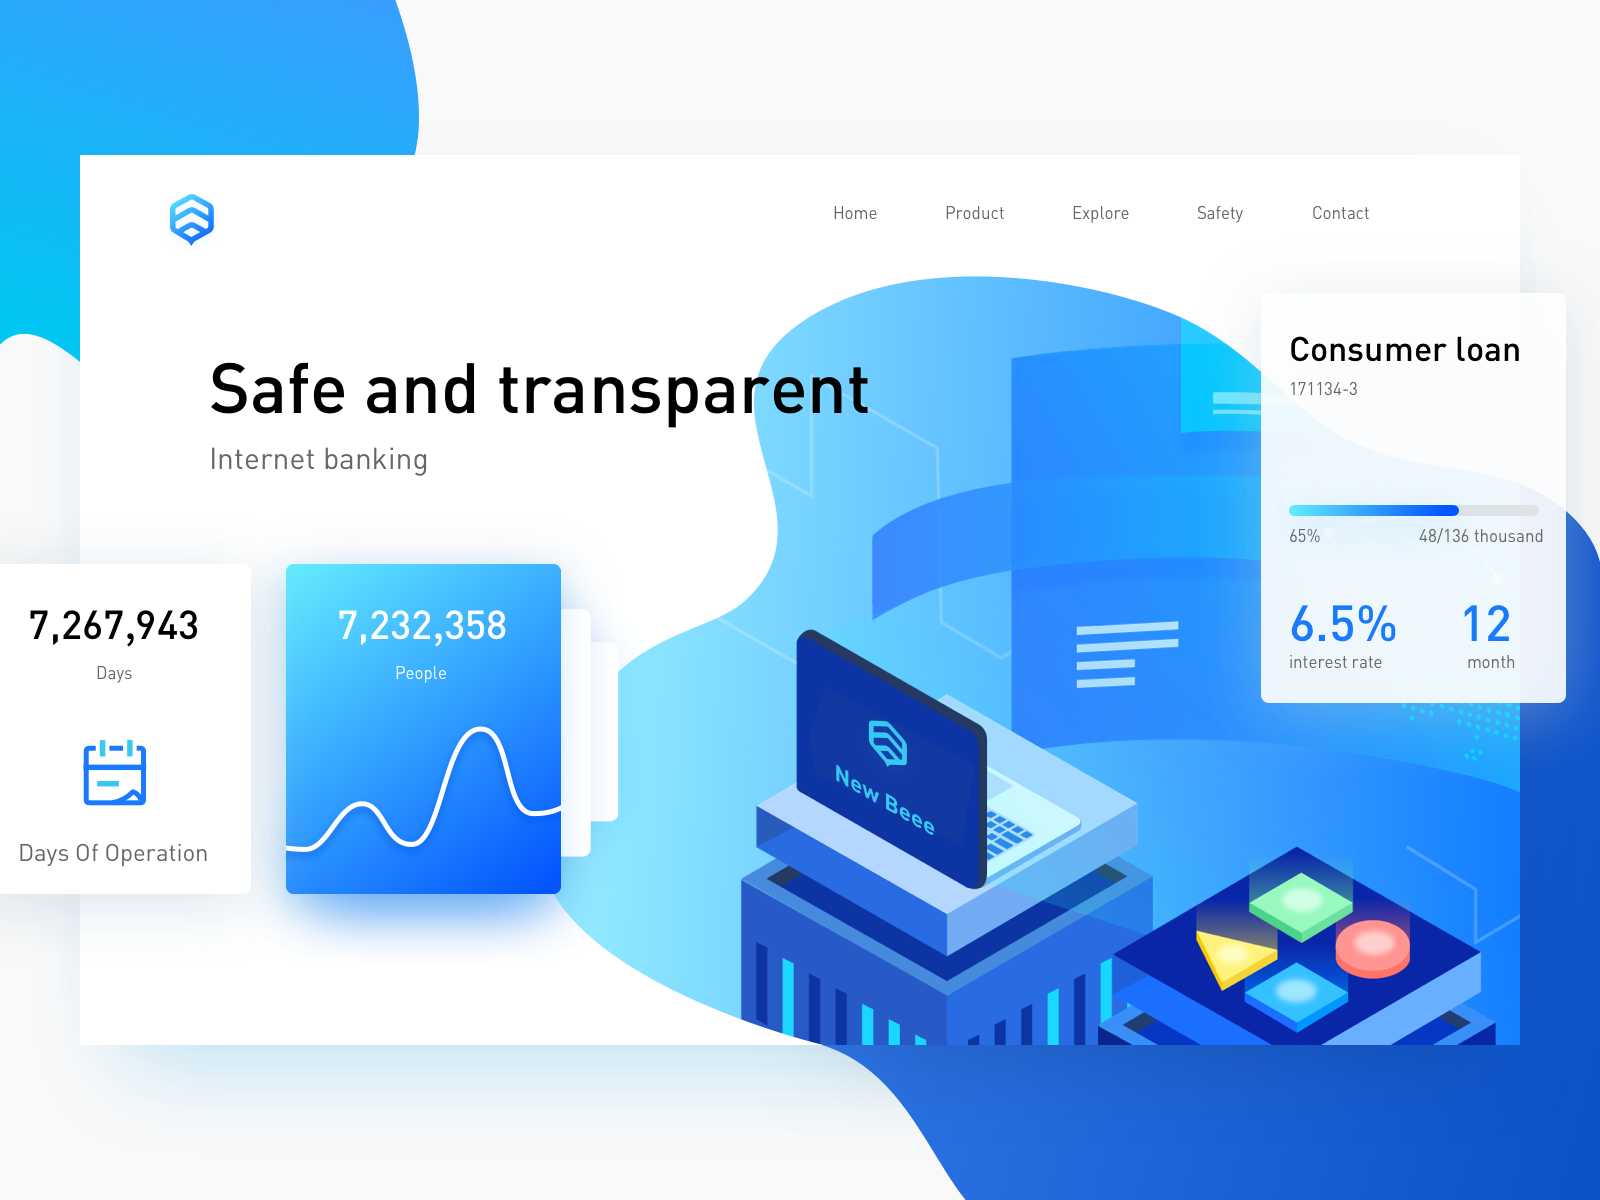 Home Product Explore Safety Contact
Safe and transparent
Internet banking
Consumer loan
171134-3
65% 48/136 thousand
6.5% 12
interest rate month
7,267,943
Days
Days Of Operation
7,232,358
People
New Beee